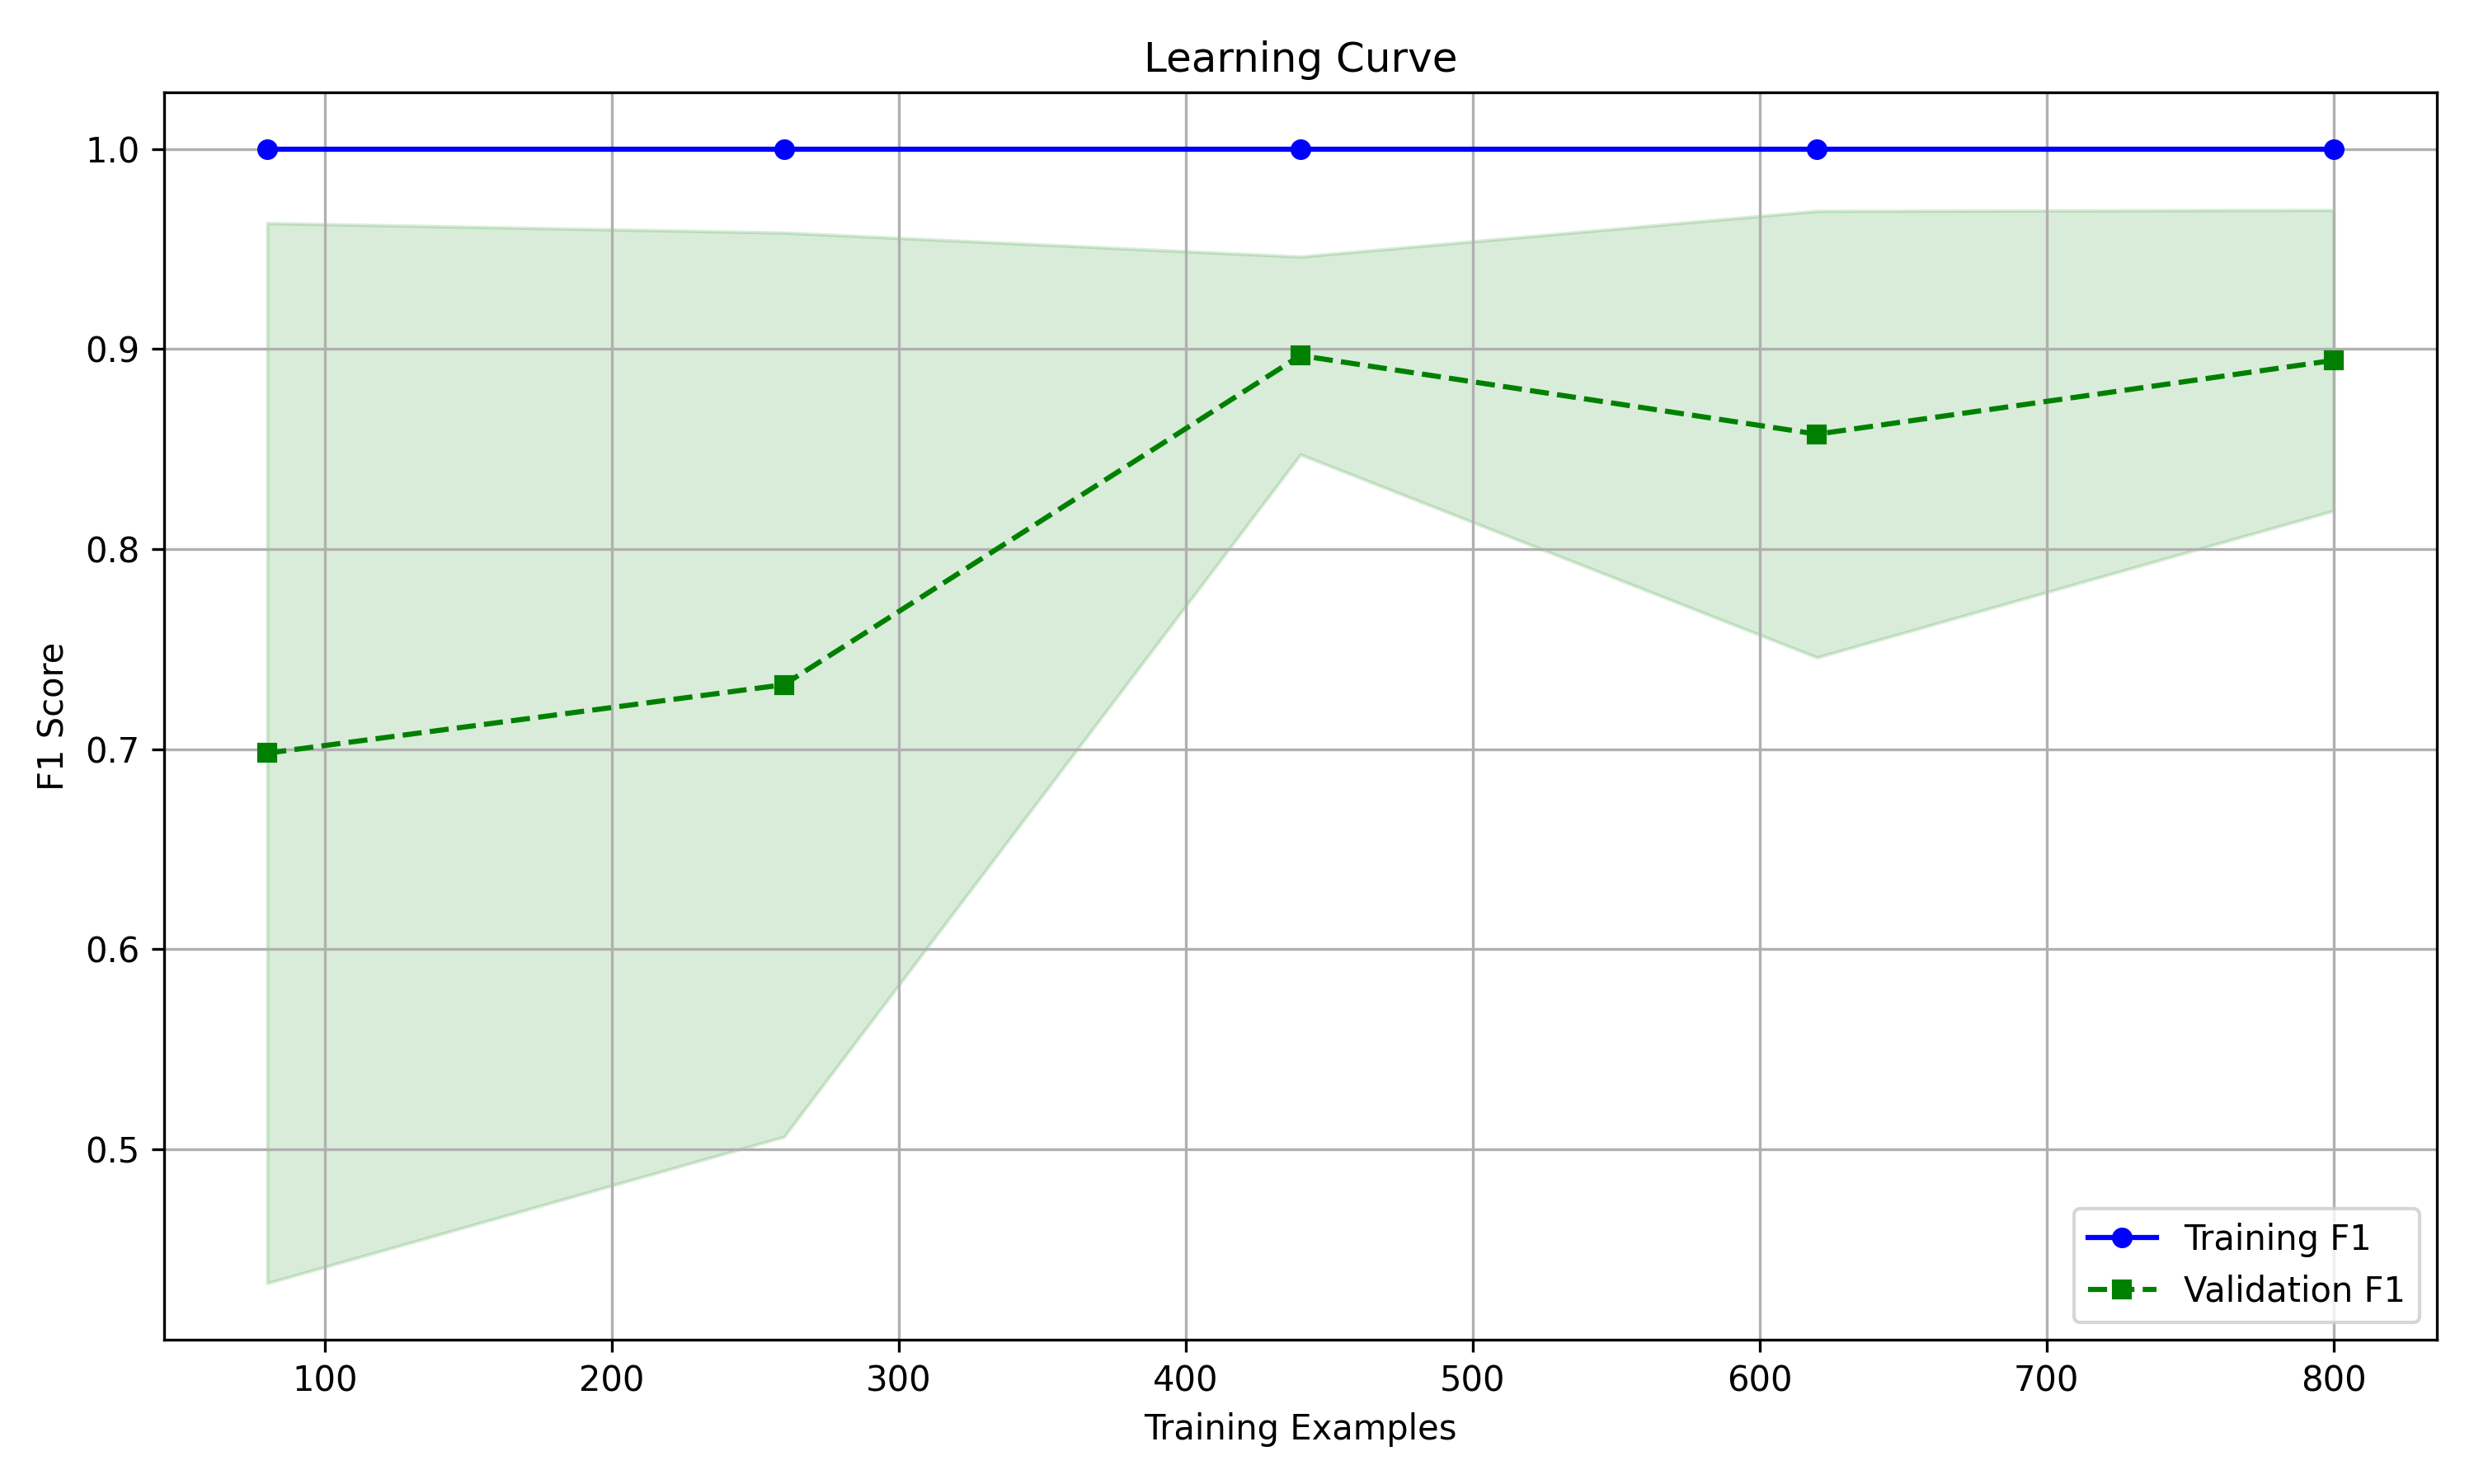 Learning Curve
1.0
0.9
0.8
0.7
0.6
0.5
F1 Score
Training F1
Validation F1
100 200 300 400 500 600 700 800
Training Examples